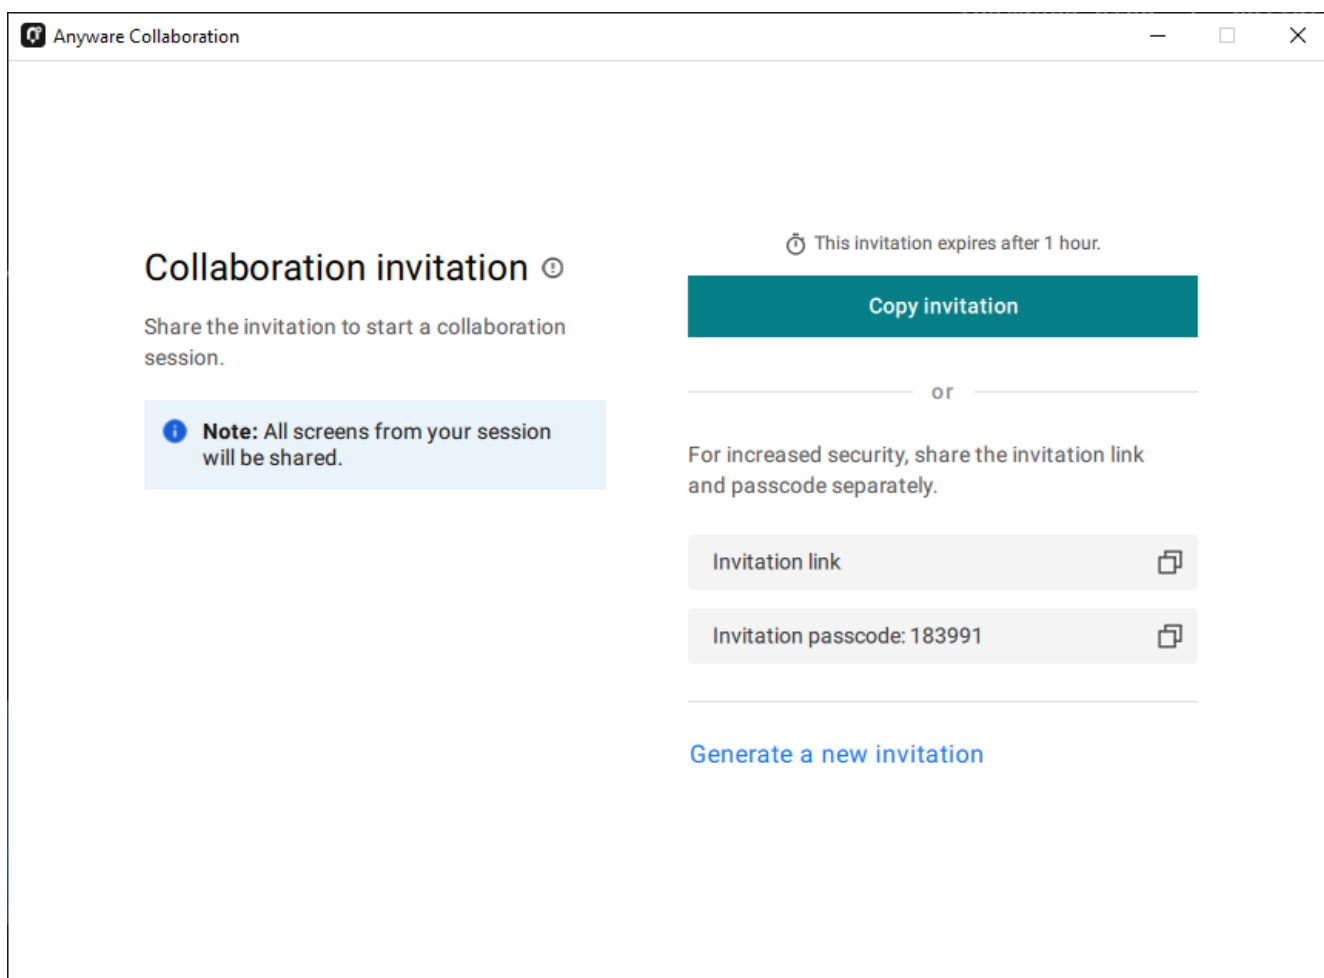 Anyware Collaboration
Collaboration invitation
Share the invitation to start a collaboration
session.
Note: All screens from your session
will be shared.
This invitation expires after 1 hour.
Copy invitation
or
For increased security, share the invitation link
and passcode separately.
Invitation link
Invitation passcode: 183991
Generate a new invitation